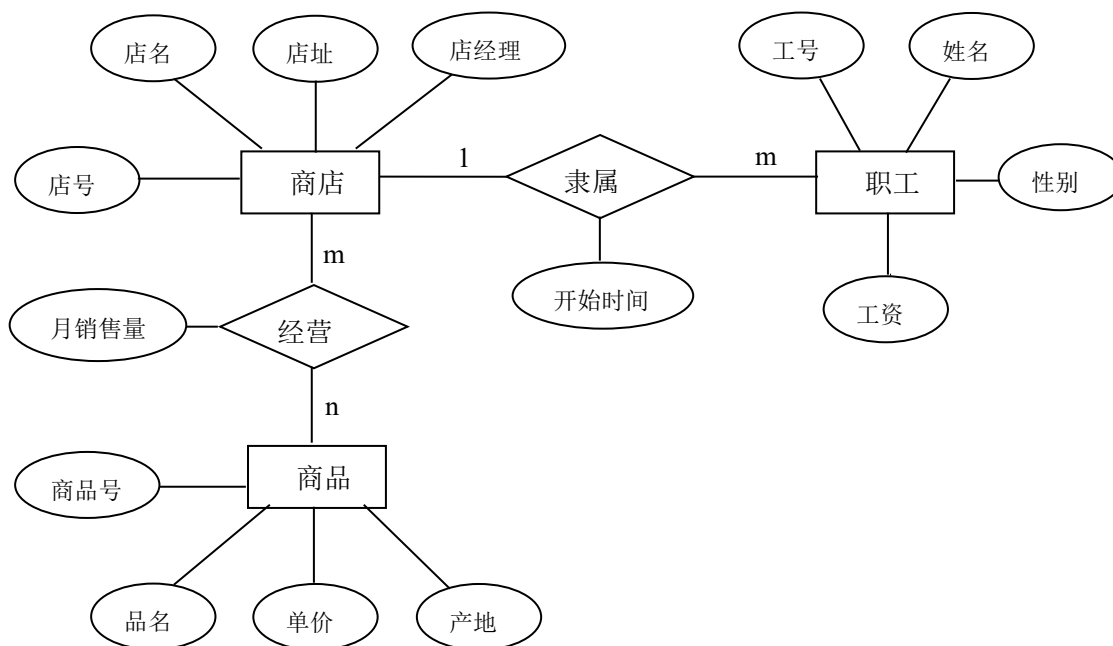 店名
店址
店经理
工号
姓名
店号
商店
1
隶属
m
职工
性别
m
开始时间
工资
月销售量
经营
n
商品号
商品
品名
单价
产地